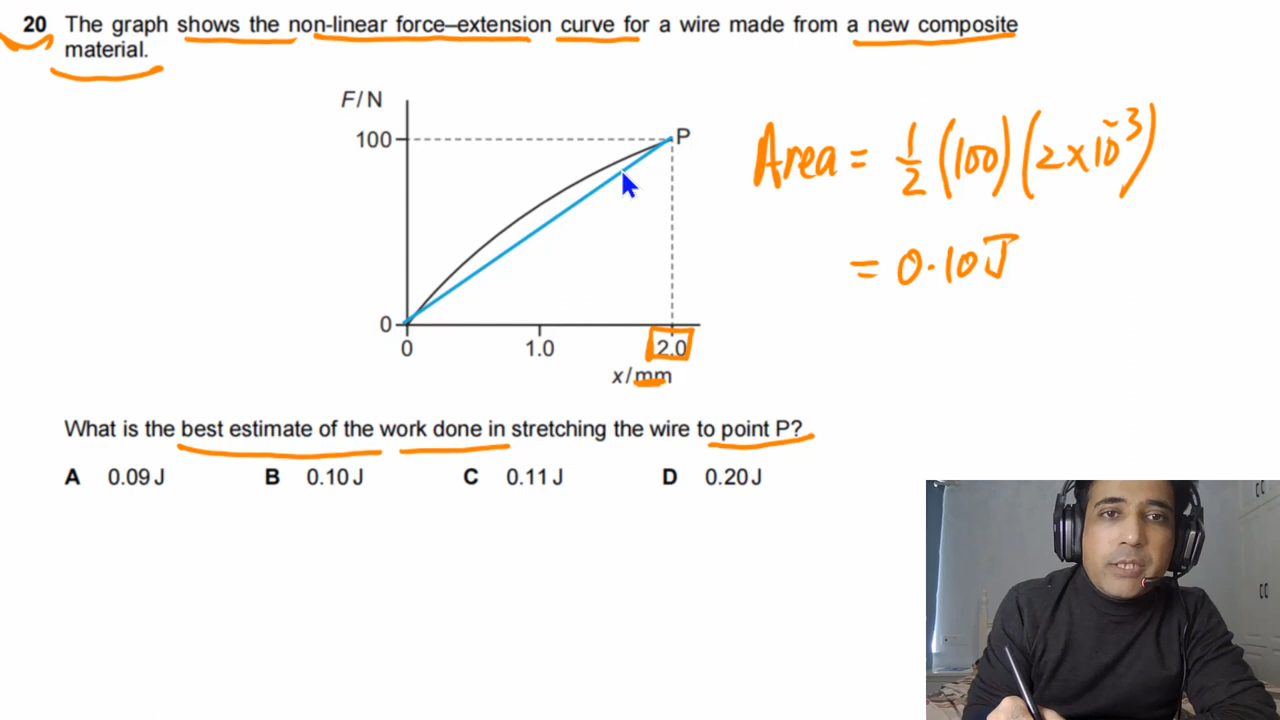 20 The graph shows the non-linear force–extension curve for a wire made from a new composite
material.
F/N
100
P
0
0 1.0 2.0
x/mm
Area = 1/2 (100)(2×10⁻³)
= 0.10 J
What is the best estimate of the work done in stretching the wire to point P?
A 0.09 J B 0.10 J C 0.11 J D 0.20 J